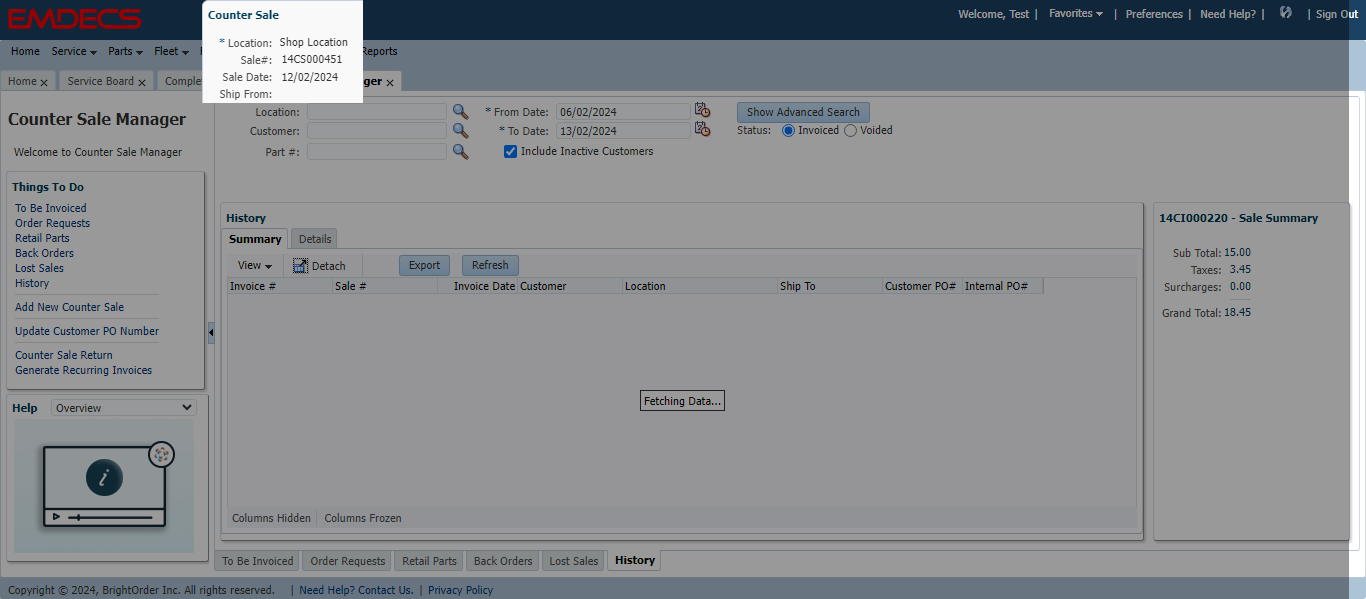 EMDECS
Welcome, Test | Favorites | Preferences | Need Help? | | Sign Out
Counter Sale
* Location: Shop Location
Sale#: 14CS000451
Sale Date: 12/02/2024
Ship From:
Home Service Parts Fleet Reports
Home Service Board ger
Counter Sale Manager
Welcome to Counter Sale Manager
Things To Do
To Be Invoiced
Order Requests
Retail Parts
Back Orders
Lost Sales
History
Add New Counter Sale
Update Customer PO Number
Counter Sale Return
Generate Recurring Invoices
Help Overview
Location: * From Date: 06/02/2024 Show Advanced Search
Customer: * To Date: 13/02/2024 Status: Invoiced Voided
Part #: Include Inactive Customers
History
Summary Details
View Detach Export Refresh
Invoice # Sale # Invoice Date Customer Location Ship To Customer PO# Internal PO#
Fetching Data...
Columns Hidden Columns Frozen
14CI000220 - Sale Summary
Sub Total: 15.00
Taxes: 3.45
Surcharges: 0.00
Grand Total: 18.45
To Be Invoiced Order Requests Retail Parts Back Orders Lost Sales History
Copyright © 2024, BrightOrder Inc. All rights reserved. | Need Help? Contact Us. | Privacy Policy